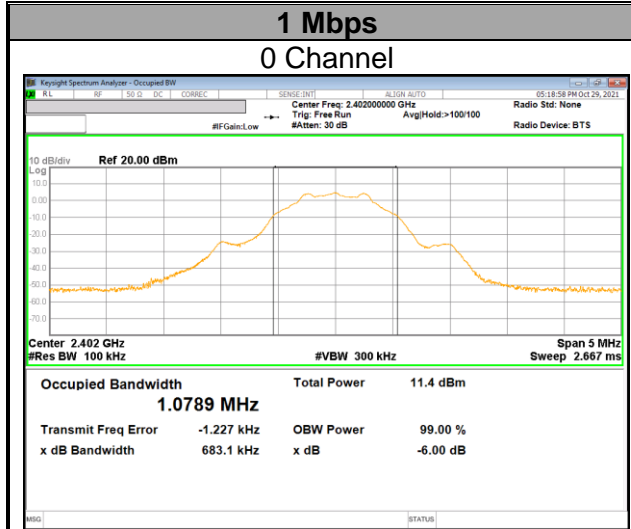 1 Mbps
0 Channel
Keysight Spectrum Analyzer - Occupied BW
RL RF 50 Ω DC CORREC SENSE:INT ALIGN AUTO 05:18:58 PM Oct 29, 2021
Center Freq: 2.402000000 GHz Radio Std: None
Trig: Free Run Avg|Hold:>100/100
#IFGain:Low #Atten: 30 dB Radio Device: BTS
10 dB/div Ref 20.00 dBm
Log
10.0
0.00
-10.0
-20.0
-30.0
-40.0
-50.0
-60.0
-70.0
Center 2.402 GHz Span 5 MHz
#Res BW 100 kHz #VBW 300 kHz Sweep 2.667 ms
Occupied Bandwidth Total Power 11.4 dBm
1.0789 MHz
Transmit Freq Error -1.227 kHz OBW Power 99.00 %
x dB Bandwidth 683.1 kHz x dB -6.00 dB
MSG STATUS